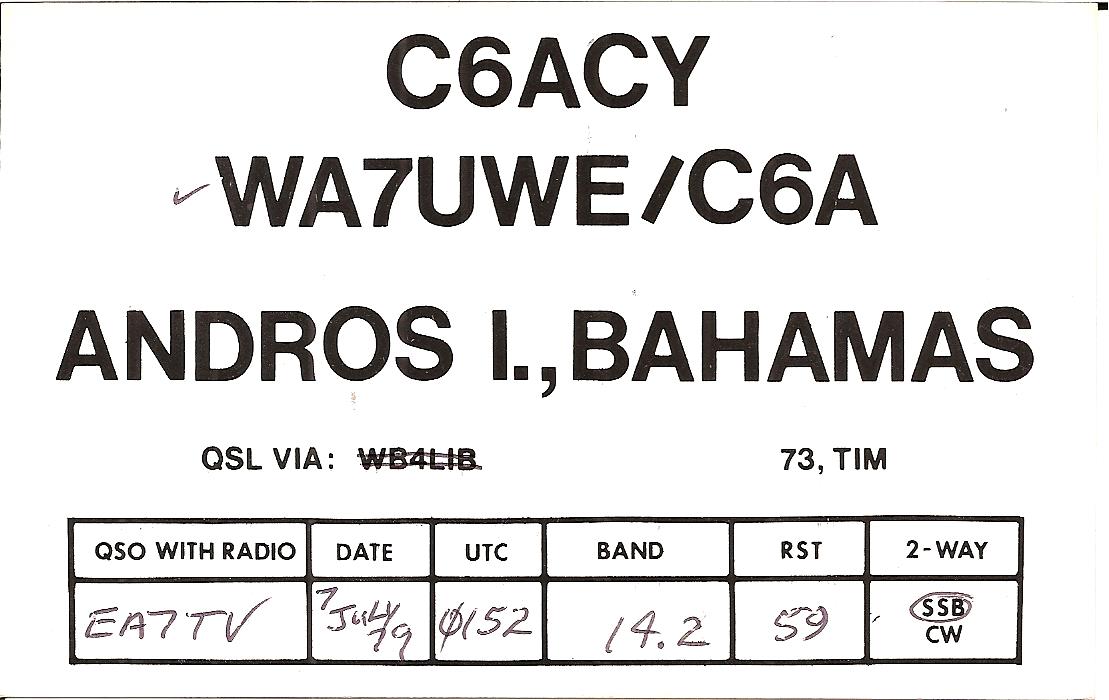 C6ACY
✓WA7UWE/C6A
ANDROS I., BAHAMAS
QSL VIA: WB4LIB 73, TIM
QSO WITH RADIO DATE UTC BAND RST 2-WAY
EA7TV 7 JULY 79 Ø152 14.2 59 SSB
CW